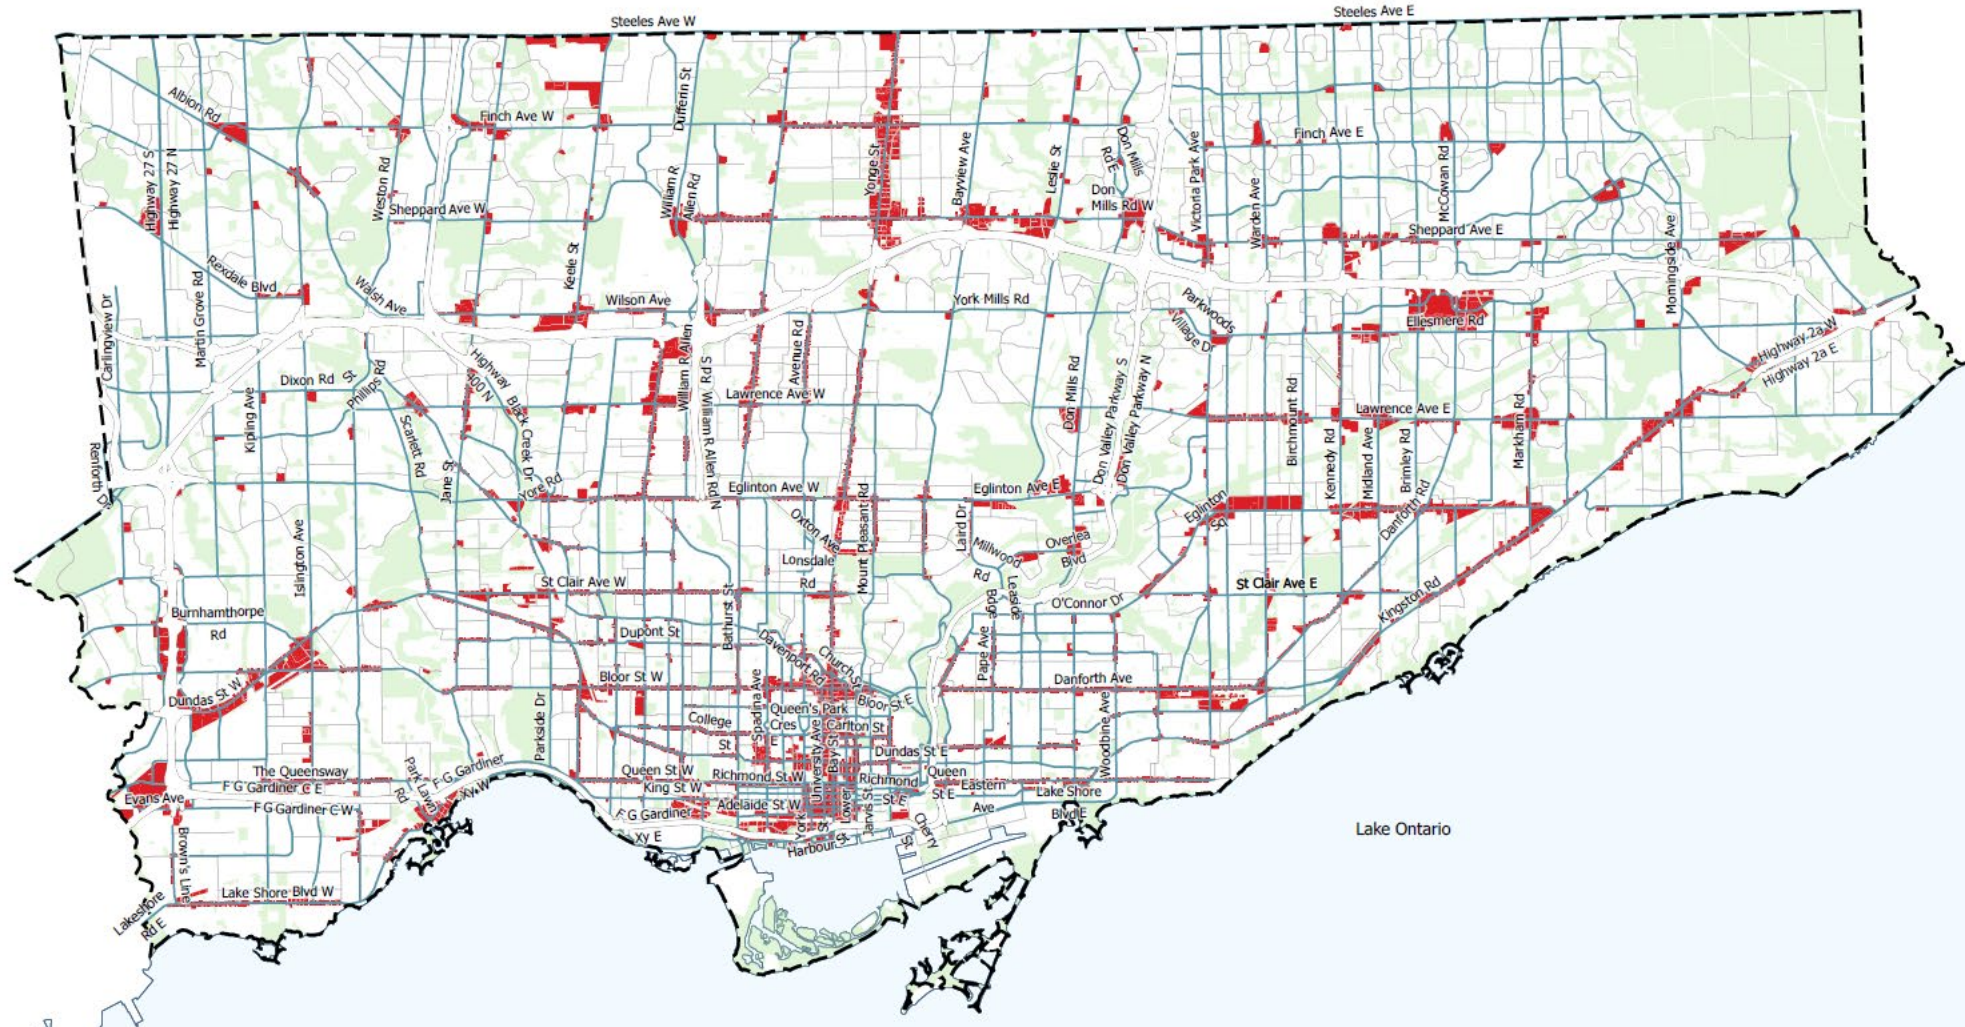 Steeles Ave W
Steeles Ave E
Albion Rd
Finch Ave W
Dufferin St
Highway 27 S
Highway 27 N
Weston Rd
Sheppard Ave W
William R
Allen Rd
Yonge St
Bayview Ave
Leslie St
Don Mills
Rd E
Don
Mills Rd W
Victoria Park Ave
Warden Ave
Finch Ave E
McCowan Rd
Sheppard Ave E
Morningside Ave
Rexdale Blvd
Martin Grove Rd
Carlingview Dr
Walsh Ave
Keele St
Wilson Ave
York Mills Rd
Parkwoods
Village Dr
Ellesmere Rd
Highway 2a W
Highway 2a E
Dixon Rd
St
Phillips Rd
Highway
400 N
Black Creek Dr
William R Allen
Rd S
William R Allen Rd N
Avenue Rd
Lawrence Ave W
Don Mills Rd
Don Valley Parkway S
Don Valley Parkway N
Birchmount Rd
Lawrence Ave E
Kennedy Rd
Midland Ave
Brimley Rd
Markham Rd
Danforth Rd
Renforth Dr
Kipling Ave
Scarlett Rd
Jane St
Yore Rd
Eglinton Ave W
Eglinton Ave E
Eglinton
Sq
Islington Ave
Oxton Ave
Mount Pleasant Rd
Laird Dr
Millwood
Rd
Overlea
Blvd
Lonsdale
Rd
Leaside
Bdge
St Clair Ave W
St Clair Ave E
O'Connor Dr
Kingston Rd
Burnhamthorpe
Rd
Dupont St
Bathurst St
Davenport Rd
Church St
Pape Ave
Dundas St W
Bloor St W
Bloor St E
Danforth Ave
Parkside Dr
Spadina Ave
Queen's Park
Cres
E
College
St
Carlton St
University Ave
Bay St
Dundas St E
Woodbine Ave
The Queensway
F G Gardiner C E
F G Gardiner C W
Park Lawn
Rd
F G Gardiner
Xy W
Queen St W
Richmond St W
King St W
Adelaide St W
Richmond
St E
Queen
St E
Eastern
Ave
Lake Shore
Blvd E
Evans Ave
F G Gardiner
Xy E
York
St
Lower
Jarvis St
Harbour St
Cherry
St
Lake Ontario
Brown's Line
Lake Shore Blvd W
Lakeshore
Rd E